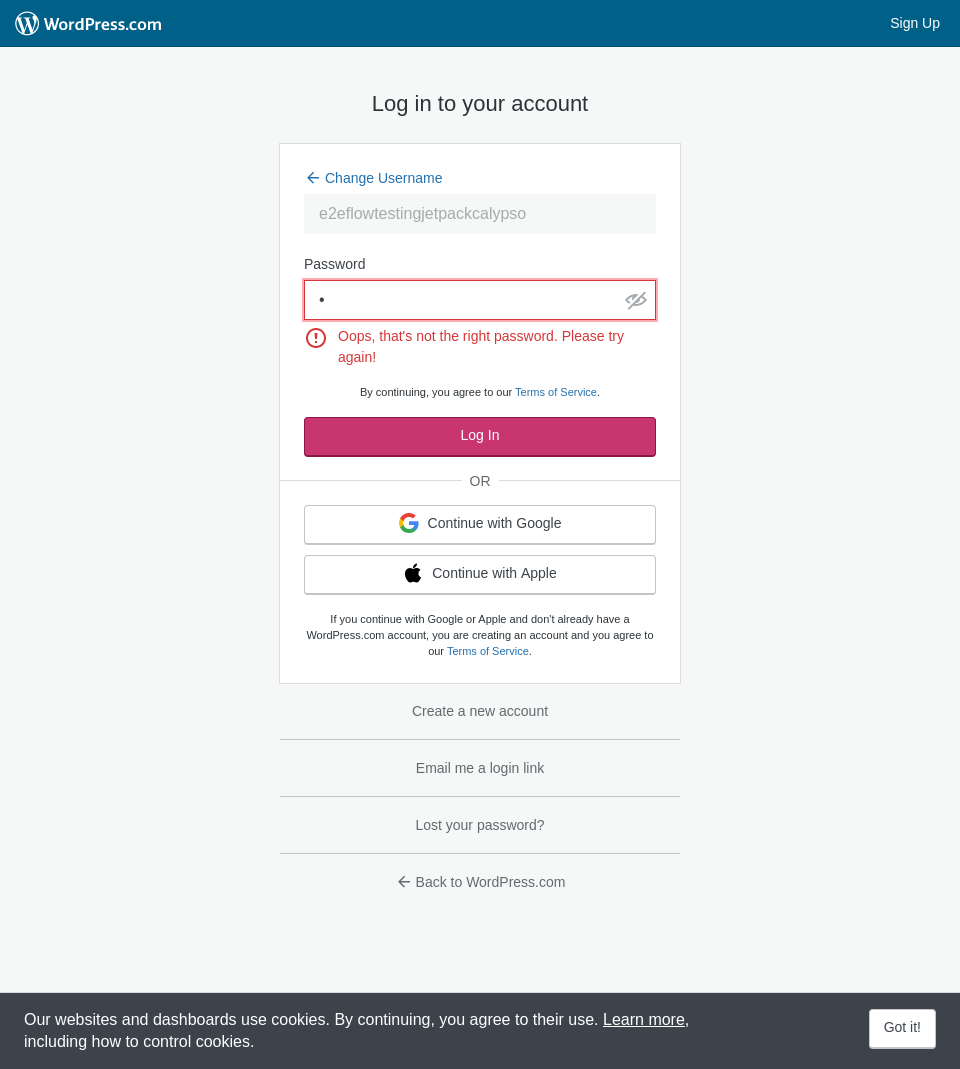 WordPress.com
Sign Up
Log in to your account
Change Username
e2eflowtestingjetpackcalypso
Password
•
Oops, that's not the right password. Please try
again!
By continuing, you agree to our Terms of Service.
Log In
OR
Continue with Google
Continue with Apple
If you continue with Google or Apple and don't already have a
WordPress.com account, you are creating an account and you agree to
our Terms of Service.
Create a new account
Email me a login link
Lost your password?
Back to WordPress.com
Our websites and dashboards use cookies. By continuing, you agree to their use. Learn more,
including how to control cookies.
Got it!